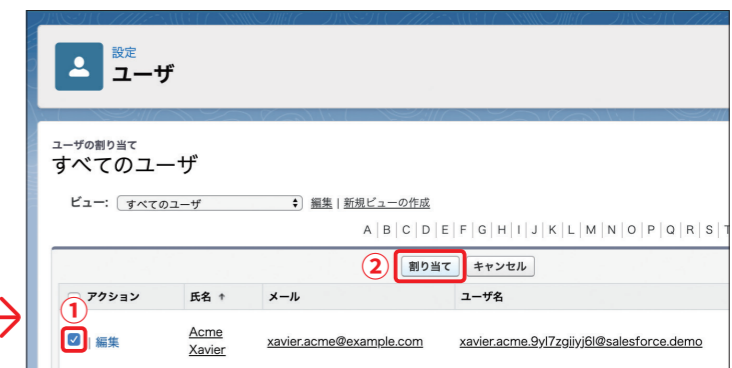 設定
ユーザ
ユーザの割り当て
すべてのユーザ
ビュー: すべてのユーザ 編集 | 新規ビューの作成
A | B | C | D | E | F | G | H | I | J | K | L | M | N | O | P | Q | R | S | T
② 割り当て キャンセル
① アクション 氏名 ↑ メール ユーザ名
| 編集 Acme Xavier xavier.acme@example.com xavier.acme.9yl7zgiiyj6l@salesforce.demo